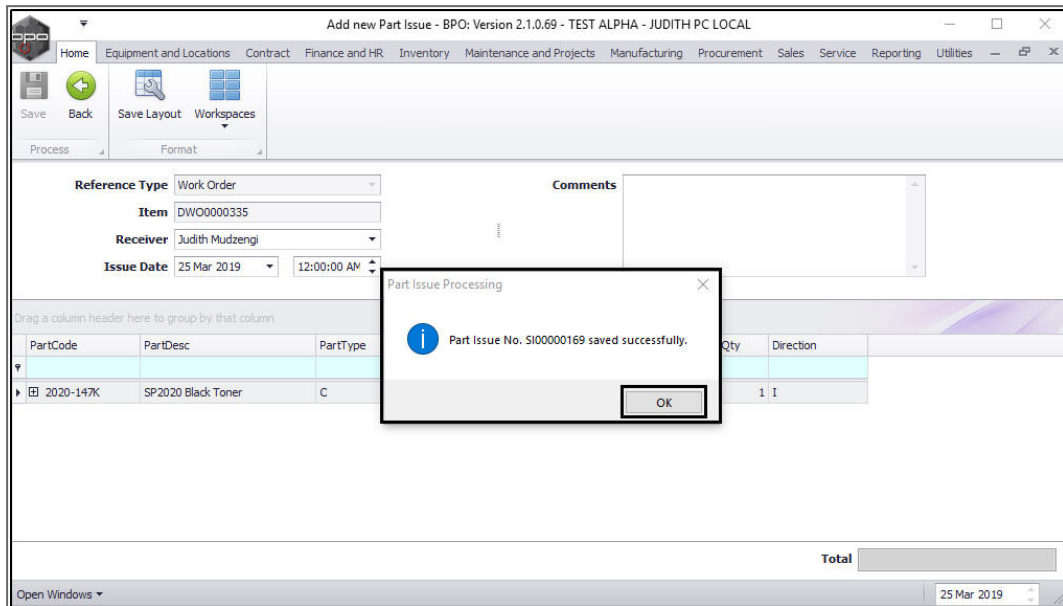 Add new Part Issue - BPO: Version 2.1.0.69 - TEST ALPHA - JUDITH PC LOCAL
bpo
Home Equipment and Locations Contract Finance and HR Inventory Maintenance and Projects Manufacturing Procurement Sales Service Reporting Utilities
Save Back Save Layout Workspaces
Process Format
Reference Type Work Order Comments
Item DWO0000335
Receiver Judith Mudzengi
Issue Date 25 Mar 2019 12:00:00 AM
Part Issue Processing
Drag a column header here to group by that column
Part Issue No. SI00000169 saved successfully.
PartCode PartDesc PartType Qty Direction
2020-147K SP2020 Black Toner C 1 I
OK
Total
Open Windows 25 Mar 2019